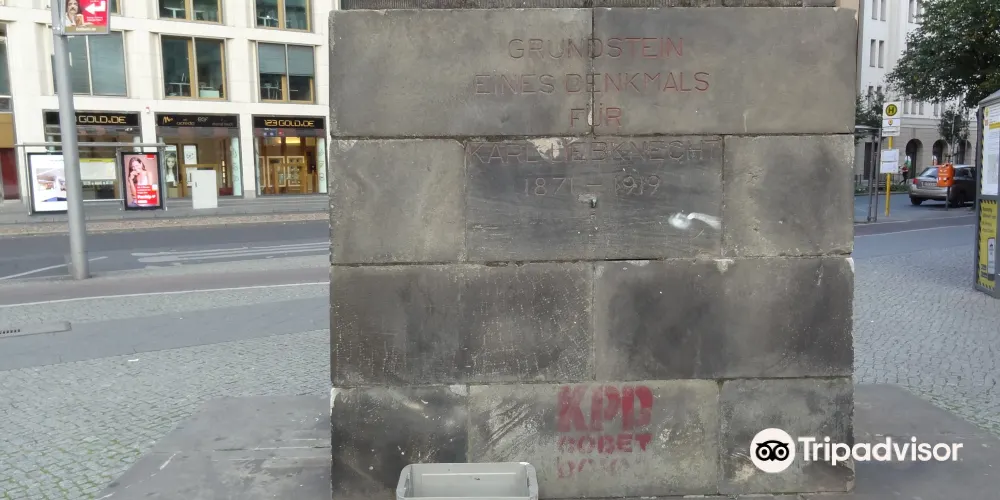 GRUNDSTEIN
EINES DENKMALS
FÜR
KARL LIEBKNECHT
1871 – 1919
KPD
GOLD.DE
123GOLD.DE
H
Tripadvisor